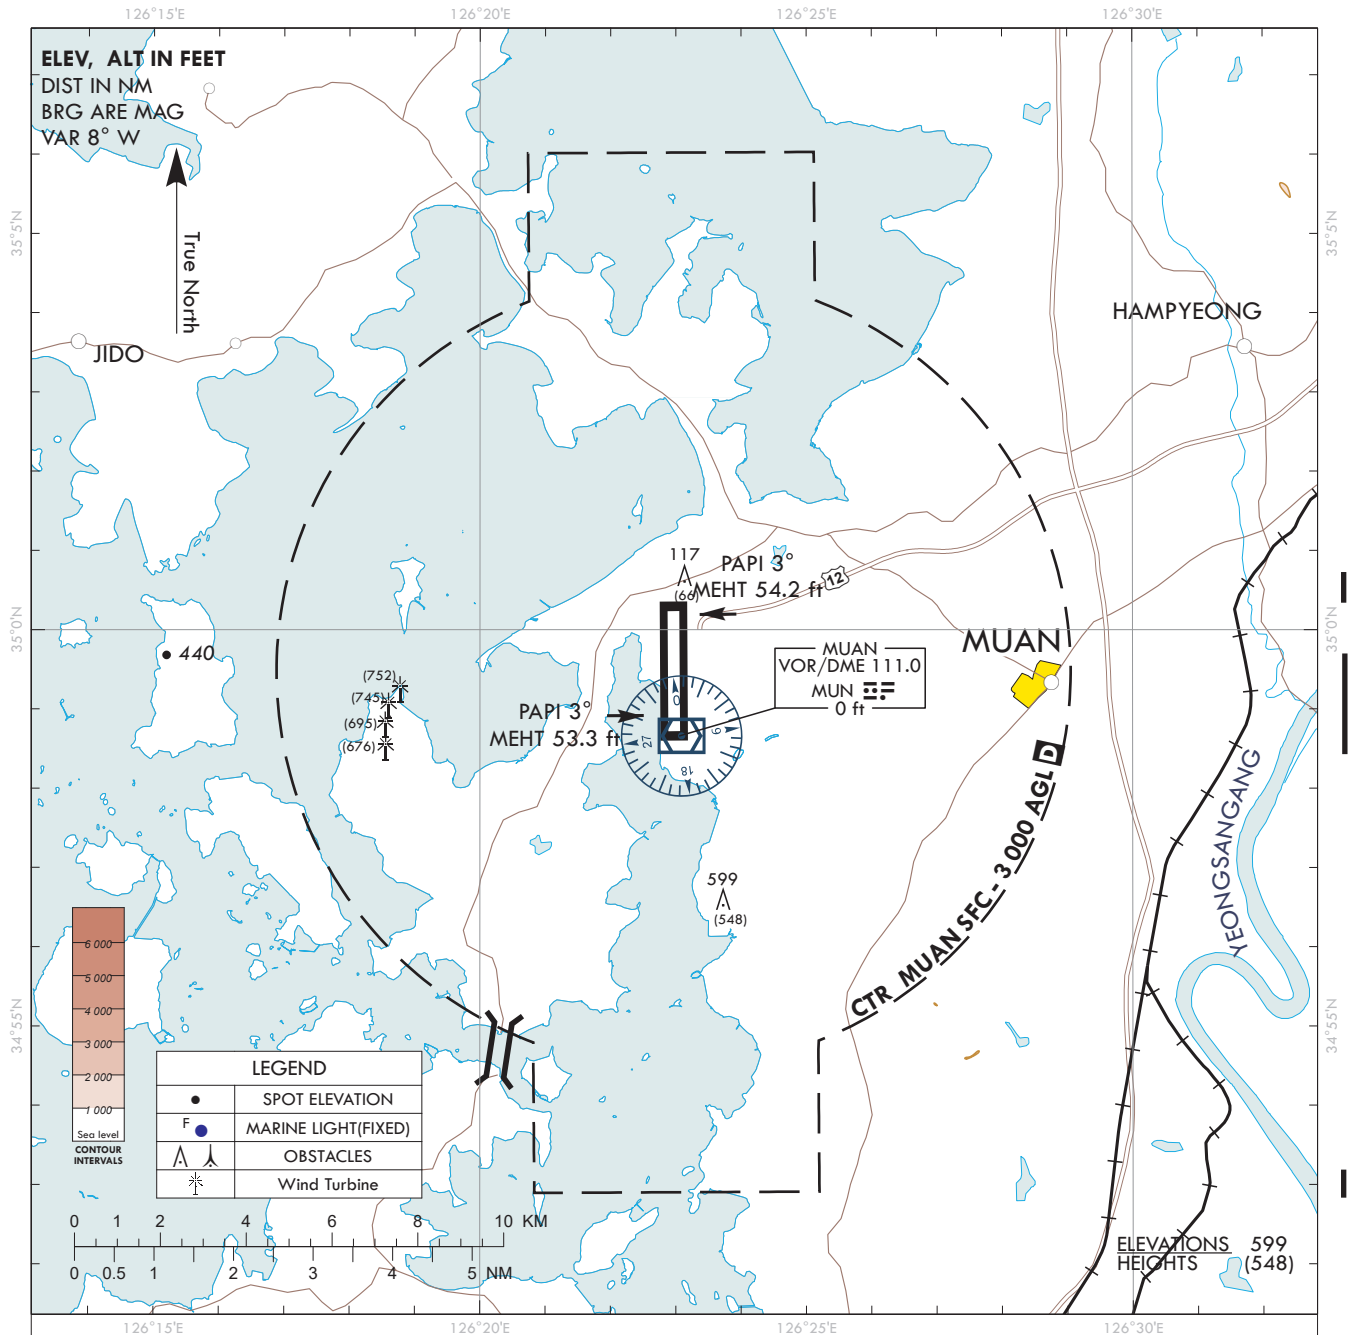 126°15'E
126°20'E
126°25'E
126°30'E
ELEV, ALT IN FEET
DIST IN NM
BRG ARE MAG
VAR 8° W
True North
35°5'N
35°5'N
HAMPYEONG
JIDO
117
(66)
PAPI 3°
MEHT 54.2 ft
12
35°0'N
35°0'N
440
MUAN
MUAN
VOR/DME 111.0
MUN
0 ft
(752)
(745)
(695)
(676)
PAPI 3°
MEHT 53.3 ft
0
9
18
27
CTR MUAN SFC - 3 000 AGL D
YEONGSANGANG
599
(548)
34°55'N
34°55'N
6 000
5 000
4 000
3 000
2 000
1 000
Sea level
CONTOUR
INTERVALS
LEGEND
SPOT ELEVATION
F MARINE LIGHT(FIXED)
OBSTACLES
Wind Turbine
0 1 2 4 6 8 10 KM
0 0.5 1 2 3 4 5 NM
ELEVATIONS 599
HEIGHTS (548)
126°15'E
126°20'E
126°25'E
126°30'E